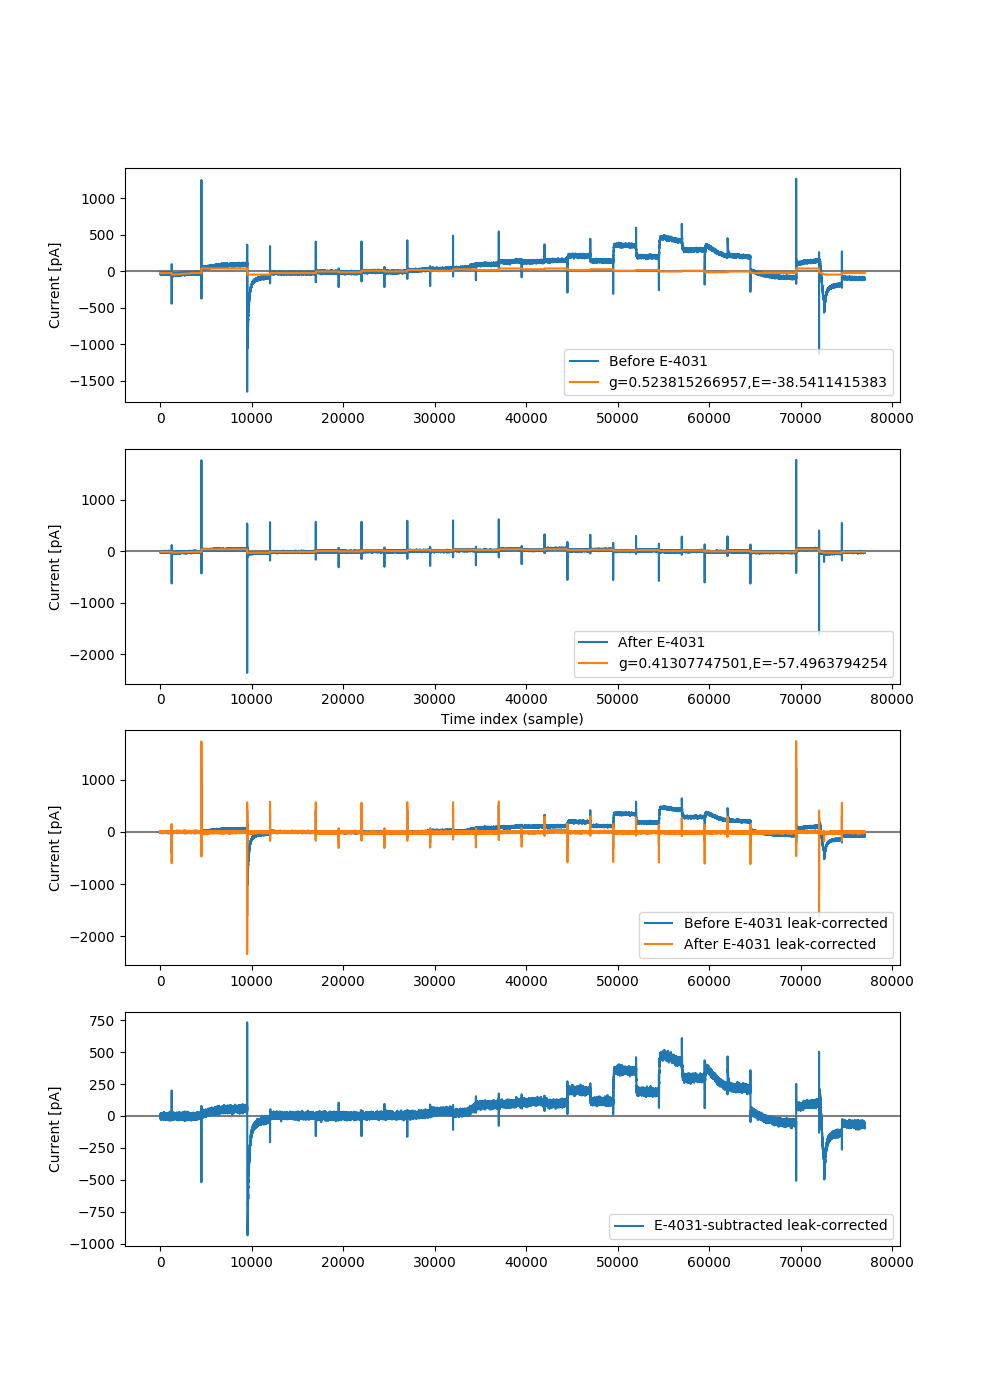 1000
500
0
−500
−1000
−1500
Current [pA]
Before E-4031
g=0.523815266957,E=-38.5411415383
0 10000 20000 30000 40000 50000 60000 70000 80000
1000
0
−1000
−2000
Current [pA]
After E-4031
g=0.41307747501,E=-57.4963794254
0 10000 20000 30000 40000 50000 60000 70000 80000
Time index (sample)
1000
0
−1000
−2000
Current [pA]
Before E-4031 leak-corrected
After E-4031 leak-corrected
0 10000 20000 30000 40000 50000 60000 70000 80000
750
500
250
0
−250
−500
−750
−1000
Current [pA]
E-4031-subtracted leak-corrected
0 10000 20000 30000 40000 50000 60000 70000 80000